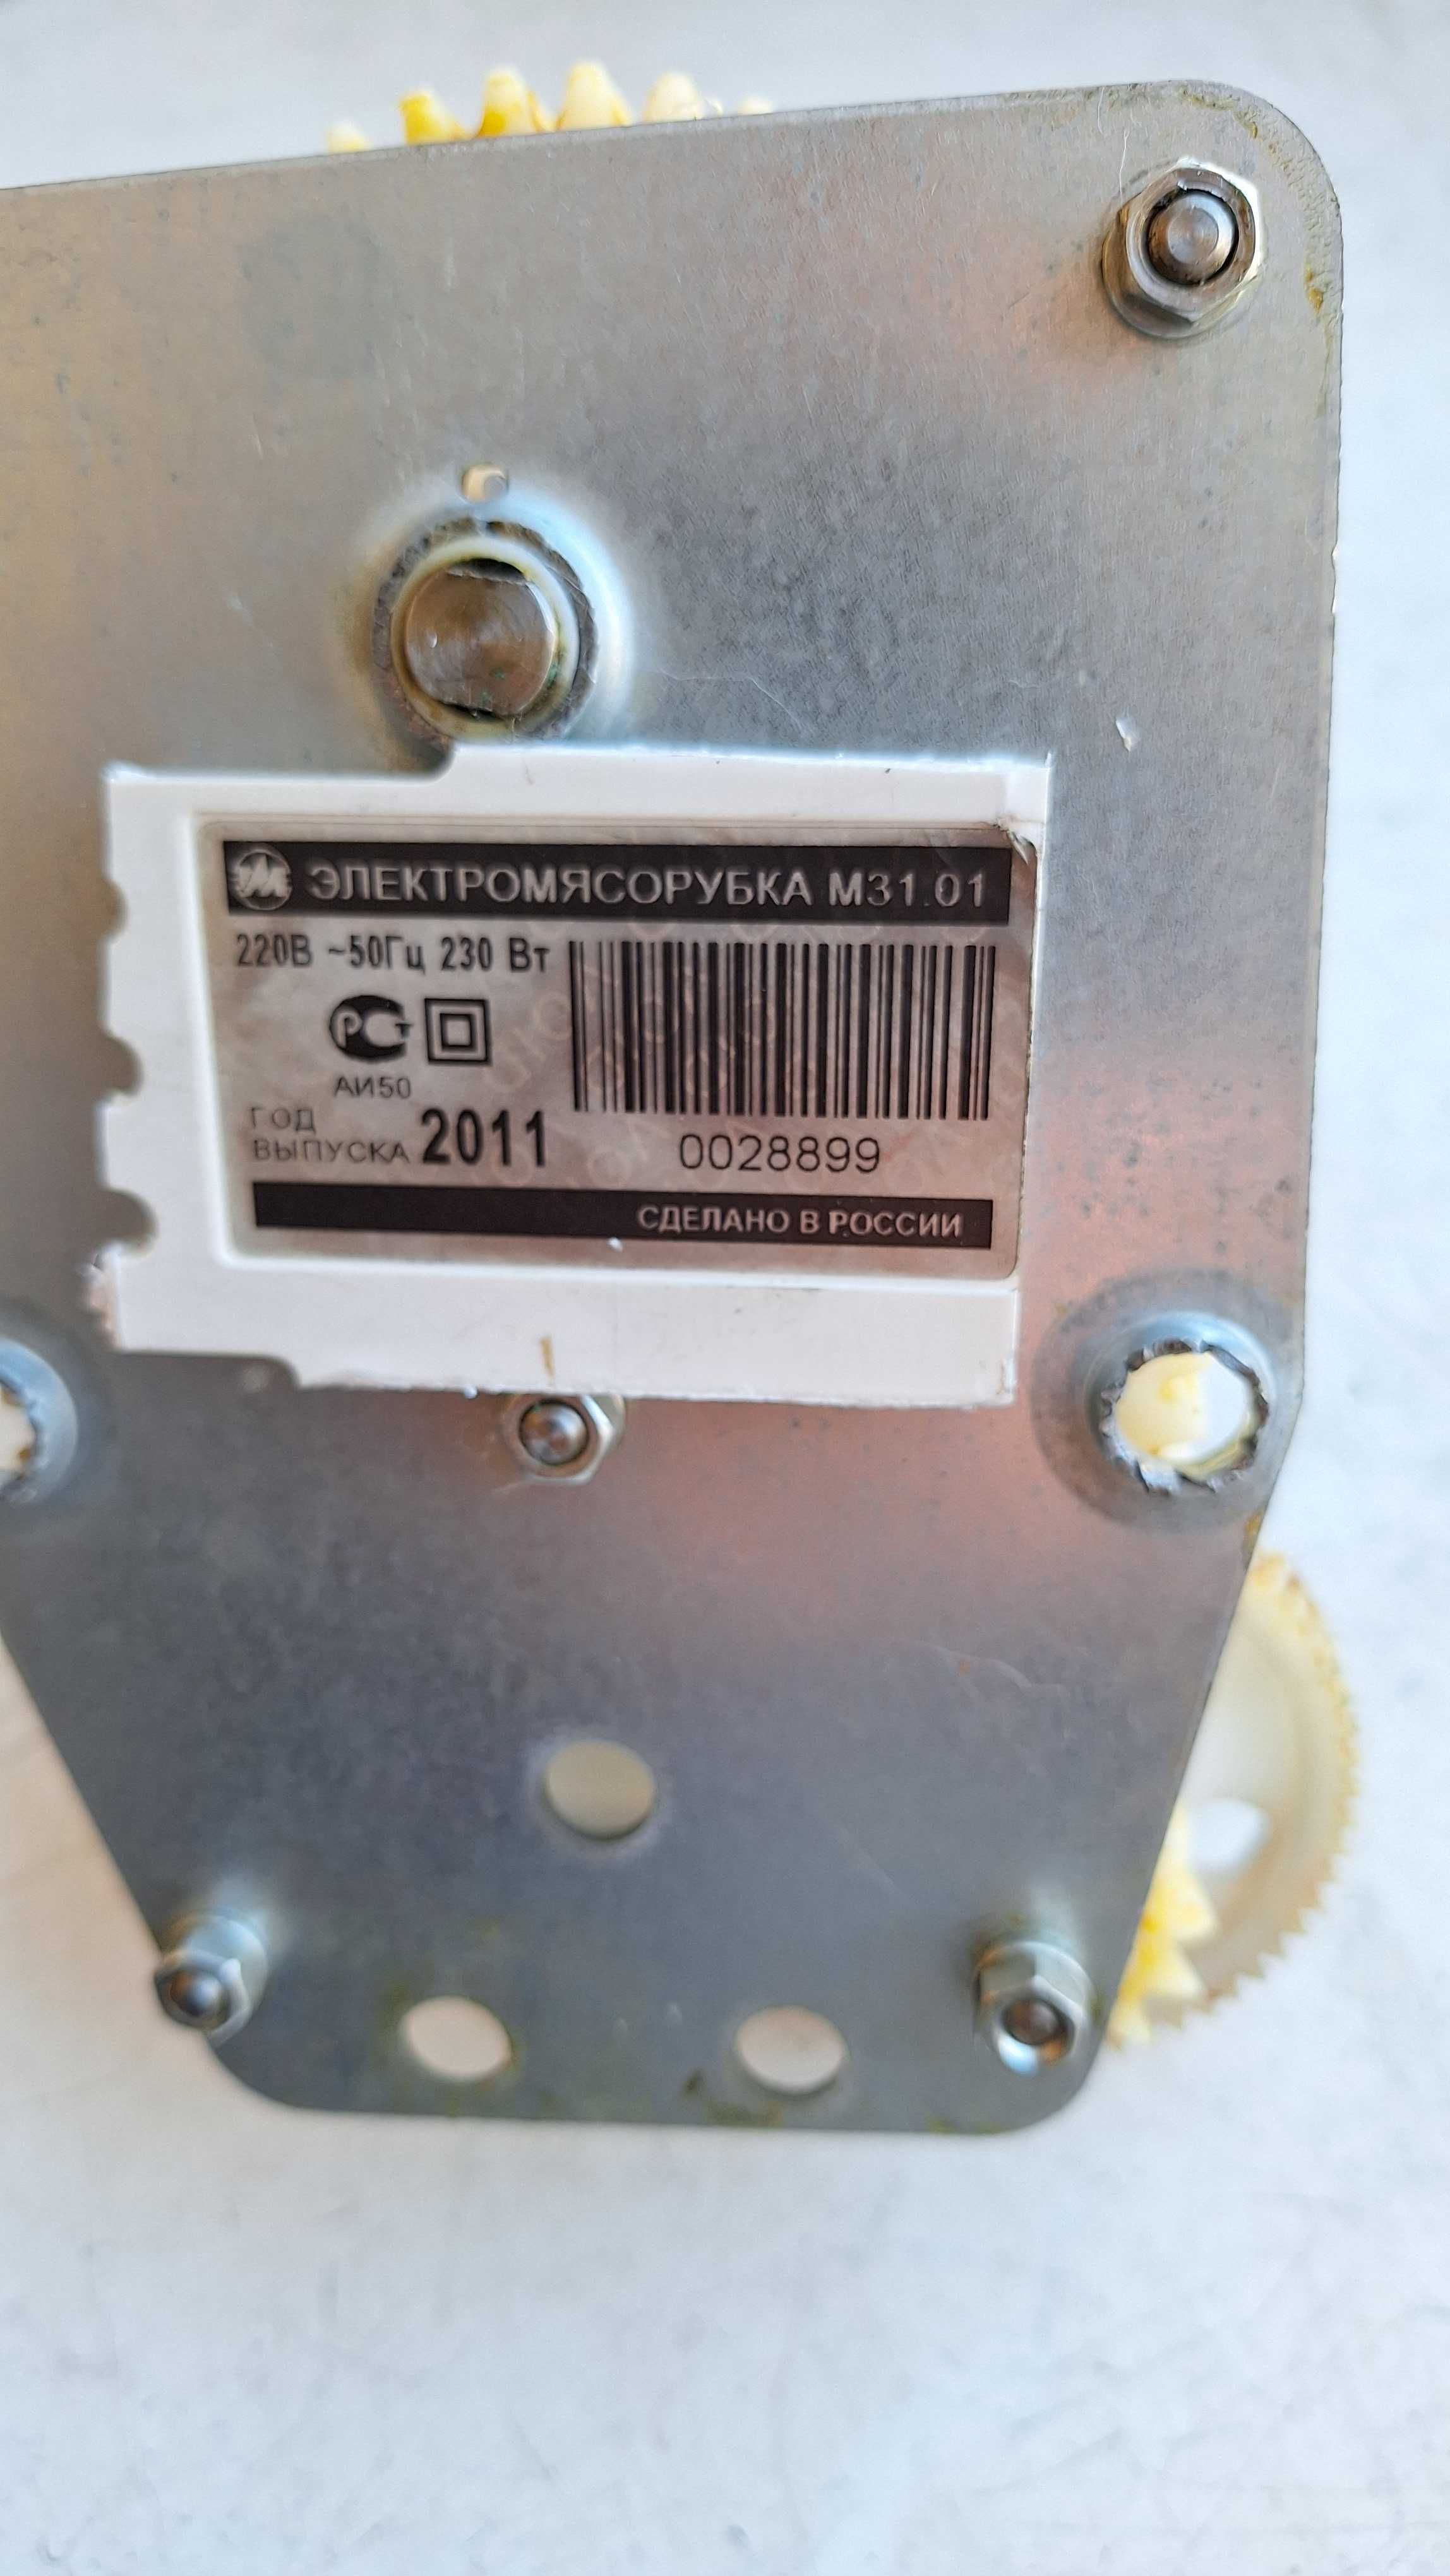 ЭЛЕКТРОМЯСОРУБКА М31.01
220В ~50Гц 230 Вт
АИ50
ГОД
ВЫПУСКА 2011
0028899
СДЕЛАНО В РОССИИ